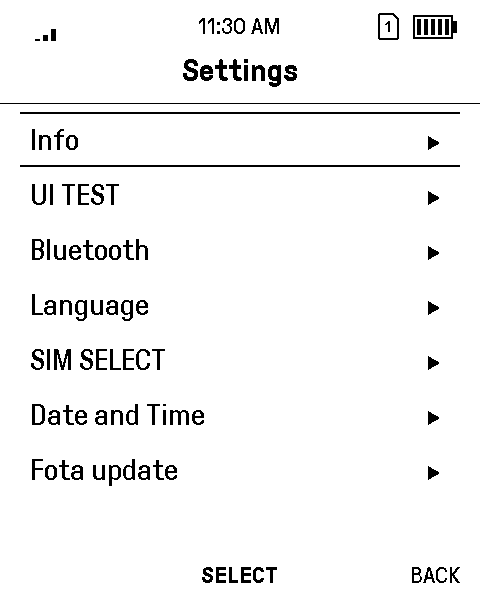 11:30 AM
1
Settings
Info
UI TEST
Bluetooth
Language
SIM SELECT
Date and Time
Fota update
SELECT BACK